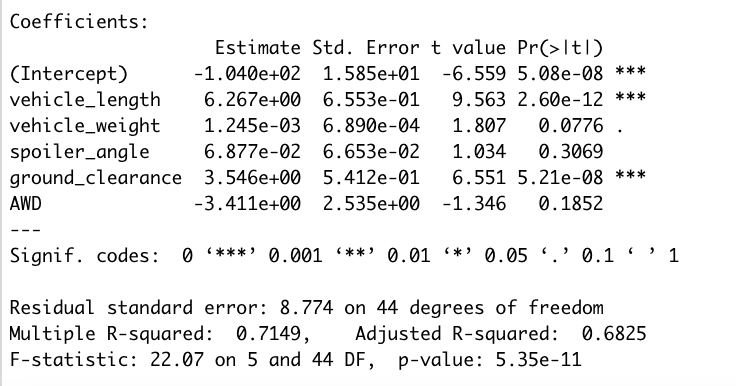 Coefficients:
                   Estimate Std. Error t value Pr(>|t|)    
(Intercept)      -1.040e+02  1.585e+01  -6.559 5.08e-08 ***
vehicle_length    6.267e+00  6.553e-01   9.563 2.60e-12 ***
vehicle_weight    1.245e-03  6.890e-04   1.807   0.0776 .
spoiler_angle     6.877e-02  6.653e-02   1.034   0.3069
ground_clearance  3.546e+00  5.412e-01   6.551 5.21e-08 ***
AWD              -3.411e+00  2.535e+00  -1.346   0.1852
---
Signif. codes:  0 ‘***’ 0.001 ‘**’ 0.01 ‘*’ 0.05 ‘.’ 0.1 ‘ ’ 1

Residual standard error: 8.774 on 44 degrees of freedom
Multiple R-squared:  0.7149,	Adjusted R-squared:  0.6825
F-statistic: 22.07 on 5 and 44 DF,  p-value: 5.35e-11